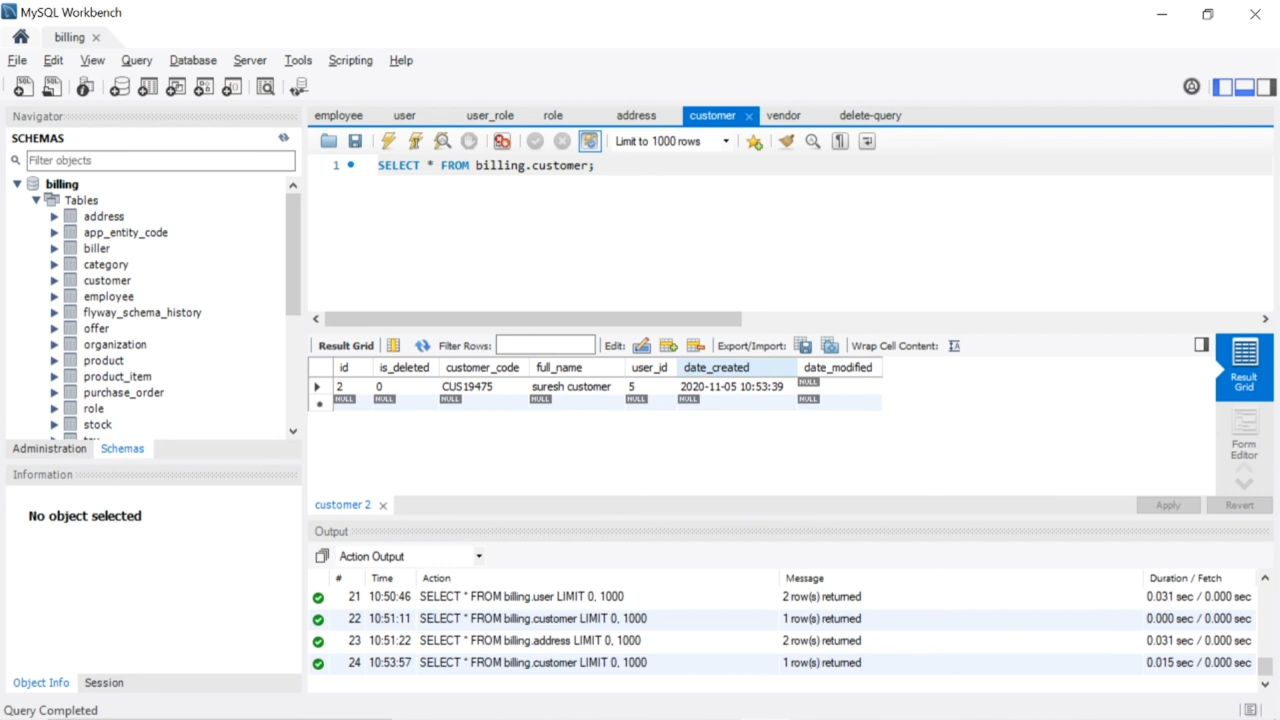 MySQL Workbench
billing
File Edit View Query Database Server Tools Scripting Help
Navigator
SCHEMAS
Filter objects
billing
Tables
address
app_entity_code
biller
category
customer
employee
flyway_schema_history
offer
organization
product
product_item
purchase_order
role
stock
Administration Schemas
Information
No object selected
Object Info Session
employee user user_role role address customer vendor delete-query
Limit to 1000 rows
1 SELECT * FROM billing.customer;
Result Grid Filter Rows: Edit: Export/Import: Wrap Cell Content:
id is_deleted customer_code full_name user_id date_created date_modified
2 0 CUS19475 suresh customer 5 2020-11-05 10:53:39 NULL
NULL NULL NULL NULL NULL NULL NULL
Result
Grid
Form
Editor
customer 2 Apply Revert
Output
Action Output
# Time Action Message Duration / Fetch
21 10:50:46 SELECT * FROM billing.user LIMIT 0, 1000 2 row(s) returned 0.031 sec / 0.000 sec
22 10:51:11 SELECT * FROM billing.customer LIMIT 0, 1000 1 row(s) returned 0.000 sec / 0.000 sec
23 10:51:22 SELECT * FROM billing.address LIMIT 0, 1000 2 row(s) returned 0.031 sec / 0.000 sec
24 10:53:57 SELECT * FROM billing.customer LIMIT 0, 1000 1 row(s) returned 0.015 sec / 0.000 sec
Query Completed